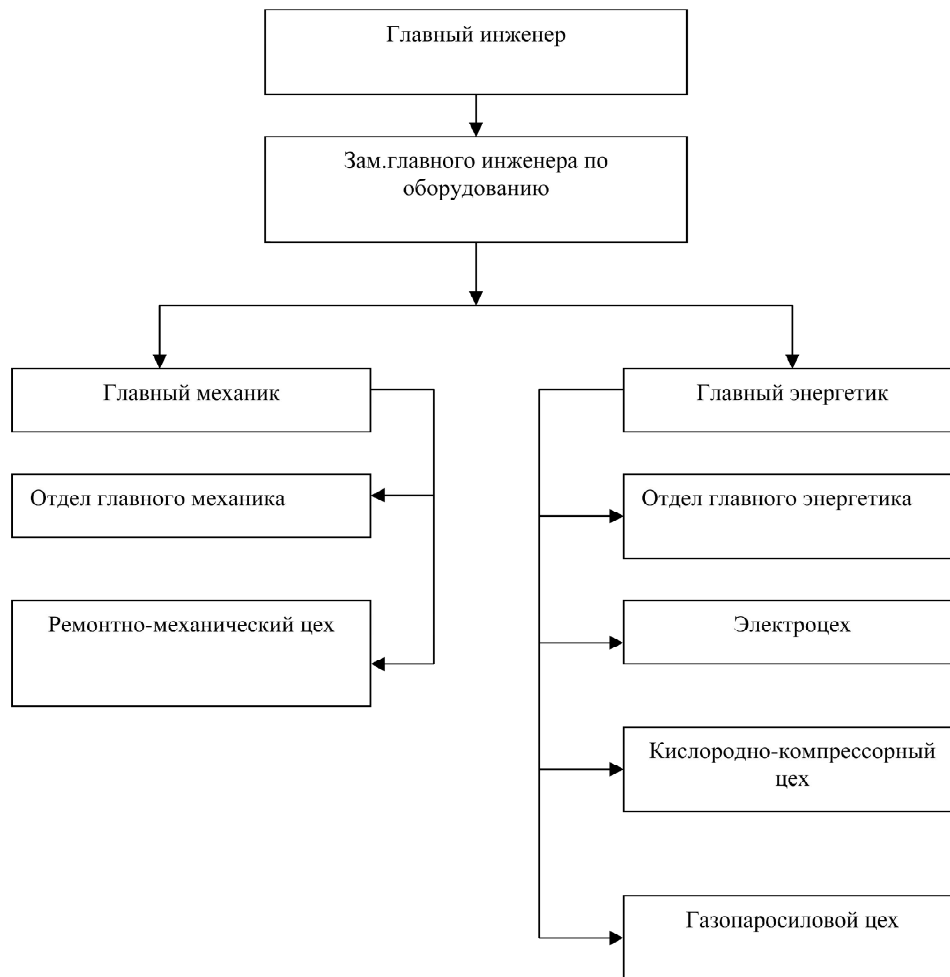 Главный инженер
Зам.главного инженера по
оборудованию
Главный механик
Главный энергетик
Отдел главного механика
Отдел главного энергетика
Ремонтно-механический цех
Электроцех
Кислородно-компрессорный
цех
Газопаросиловой цех